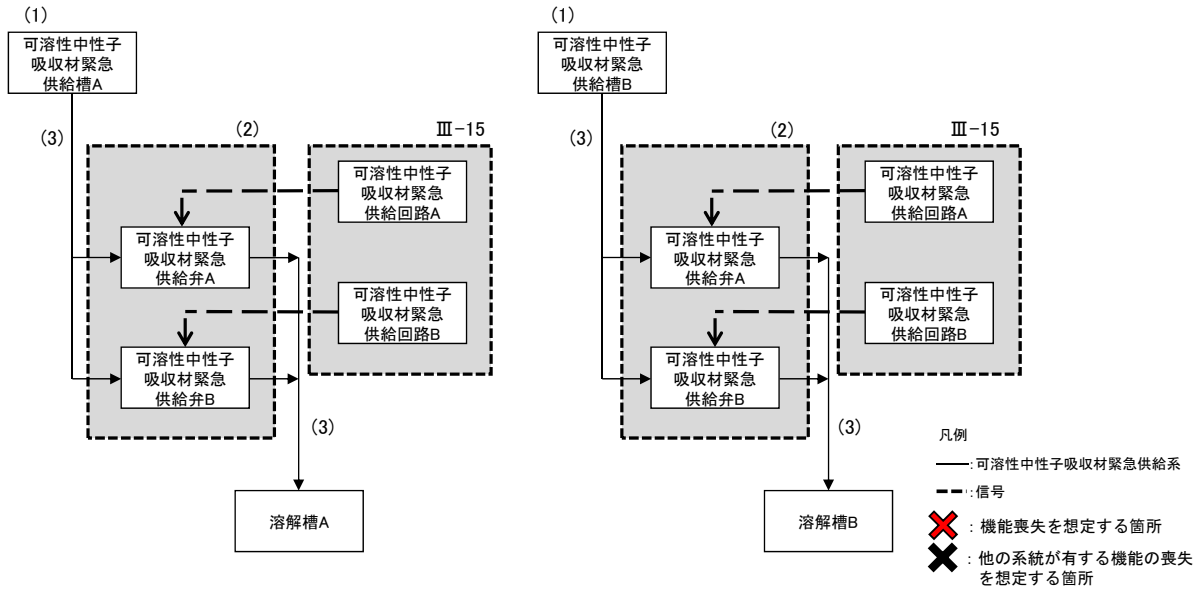 (1)
可溶性中性子
吸収材緊急
供給槽A
(3)
(2)
Ⅲ-15
可溶性中性子
吸収材緊急
供給回路A
可溶性中性子
吸収材緊急
供給弁A
可溶性中性子
吸収材緊急
供給回路B
可溶性中性子
吸収材緊急
供給弁B
(3)
溶解槽A
(1)
可溶性中性子
吸収材緊急
供給槽B
(3)
(2)
Ⅲ-15
可溶性中性子
吸収材緊急
供給回路A
可溶性中性子
吸収材緊急
供給弁A
可溶性中性子
吸収材緊急
供給回路B
可溶性中性子
吸収材緊急
供給弁B
(3)
溶解槽B
凡例
:可溶性中性子吸収材緊急供給系
:信号
:機能喪失を想定する箇所
:他の系統が有する機能の喪失
を想定する箇所